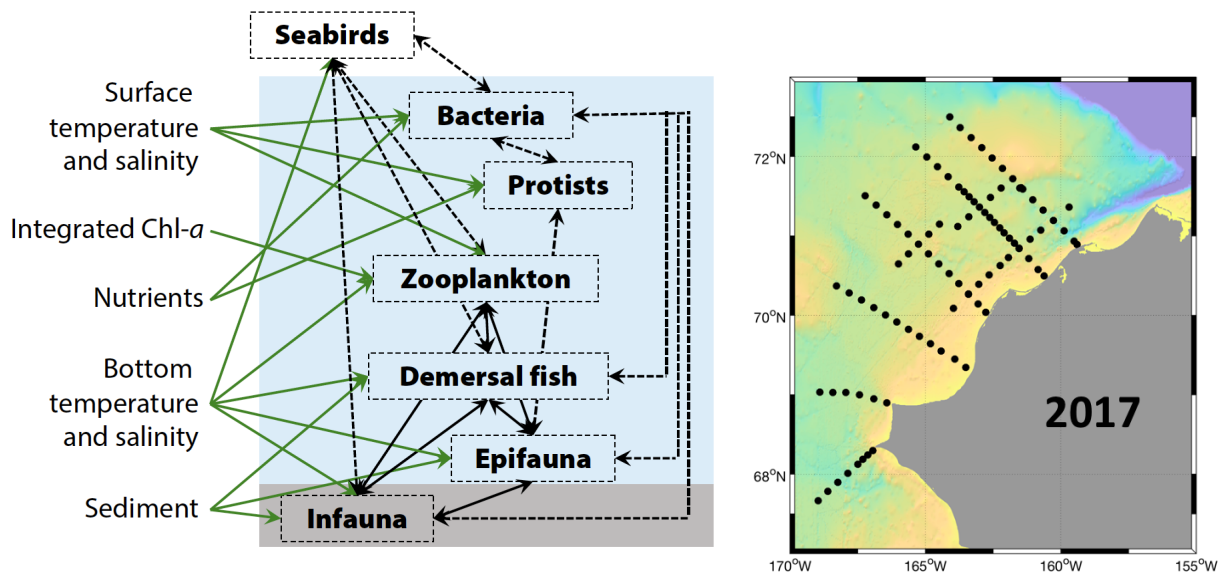 Seabirds
Surface
temperature
and salinity
Bacteria
Protists
Integrated Chl-a
Zooplankton
Nutrients
Bottom
temperature
and salinity
Demersal fish
Epifauna
Sediment
Infauna
72°N
70°N
68°N
2017
170°W
165°W
160°W
155°W